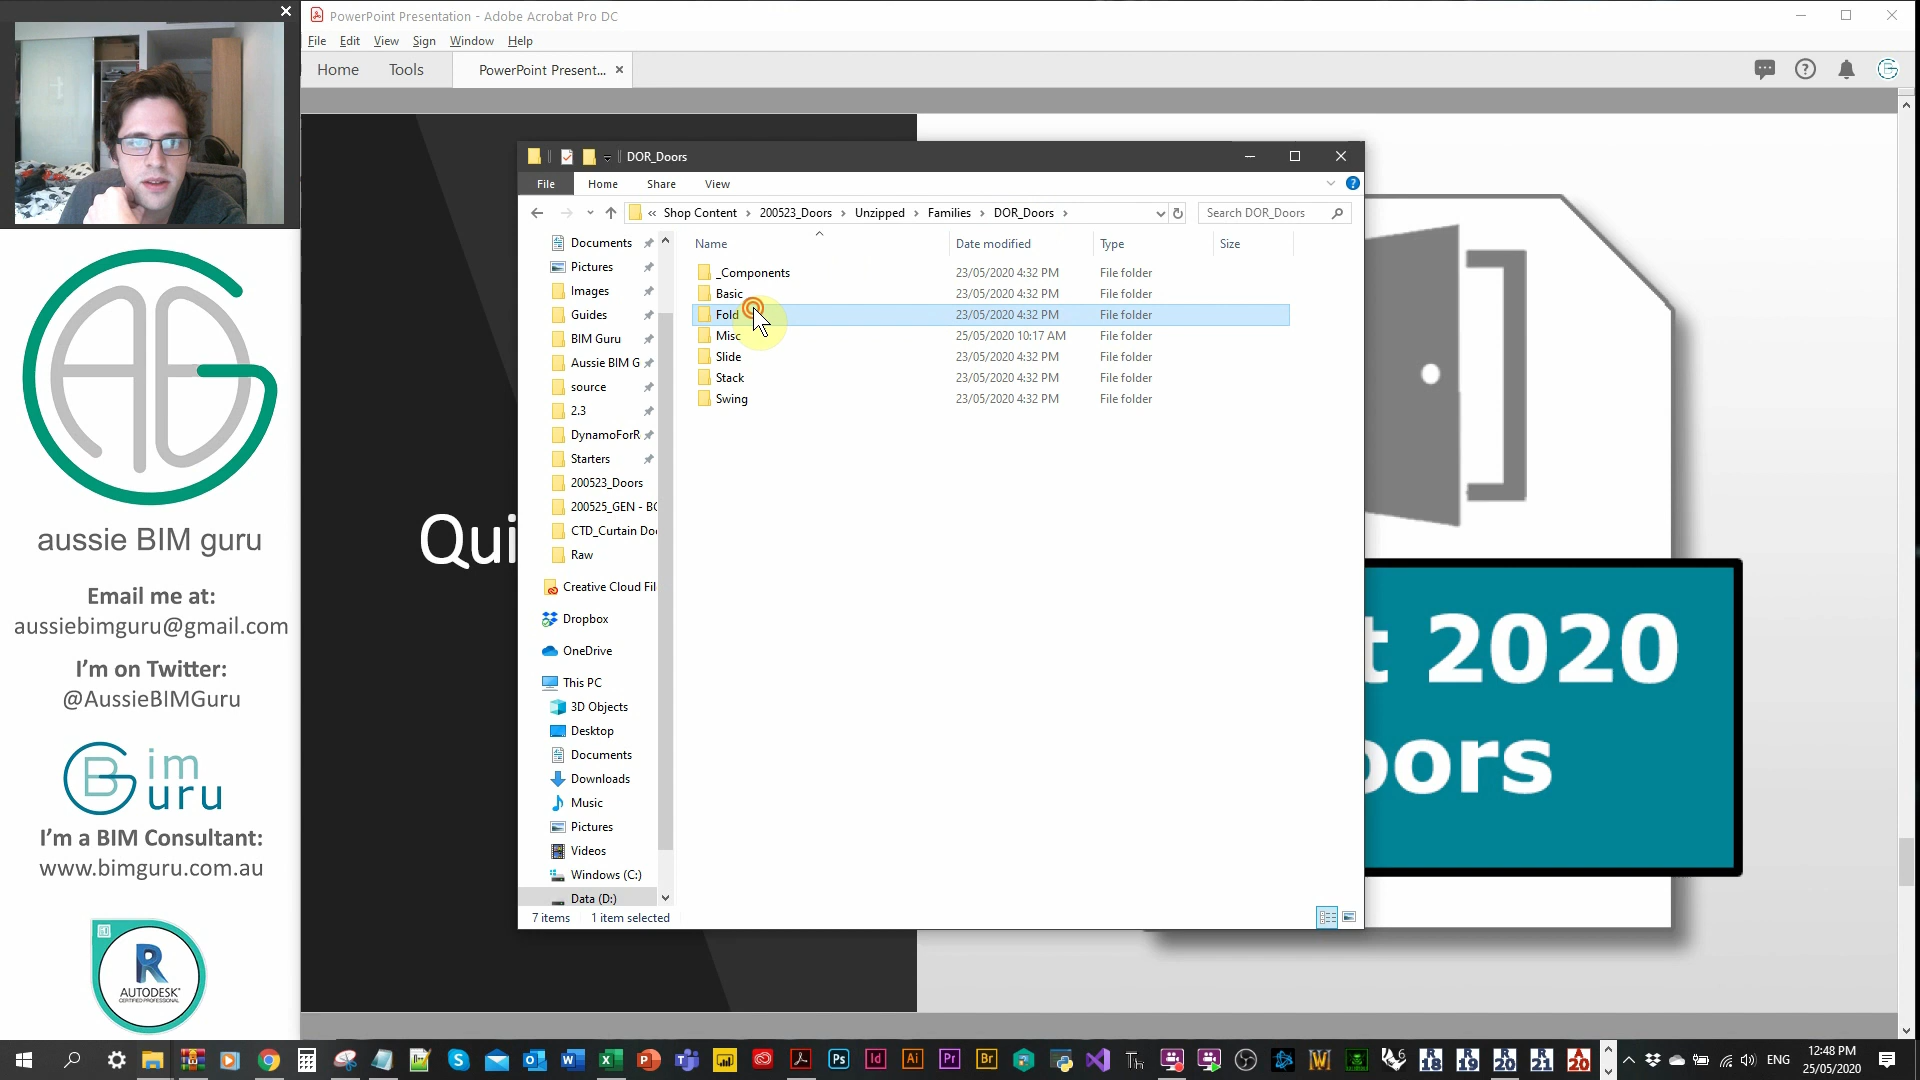 PowerPoint Presentation - Adobe Acrobat Pro DC
File Edit View Sign Window Help
Home Tools PowerPoint Present...
DOR_Doors
File Home Share View
« Shop Content › 200523_Doors › Unzipped › Families › DOR_Doors ›
Search DOR_Doors
Name Date modified Type Size
_Components 23/05/2020 4:32 PM File folder
Basic 23/05/2020 4:32 PM File folder
Fold 23/05/2020 4:32 PM File folder
Misc 25/05/2020 10:17 AM File folder
Slide 23/05/2020 4:32 PM File folder
Stack 23/05/2020 4:32 PM File folder
Swing 23/05/2020 4:32 PM File folder
Documents
Pictures
Images
Guides
BIM Guru
Aussie BIM G
source
2.3
DynamoForR
Starters
200523_Doors
200525_GEN - BC
CTD_Curtain Do
Raw
Creative Cloud Fil
Dropbox
OneDrive
This PC
3D Objects
Desktop
Documents
Downloads
Music
Pictures
Videos
Windows (C:)
Data (D:)
7 items 1 item selected
Qui
t 2020
oors
aussie BIM guru
Email me at:
aussiebimguru@gmail.com
I'm on Twitter:
@AussieBIMGuru
BG im uru
I'm a BIM Consultant:
www.bimguru.com.au
R
AUTODESK
CERTIFIED PROFESSIONAL
ENG
12:48 PM
25/05/2020